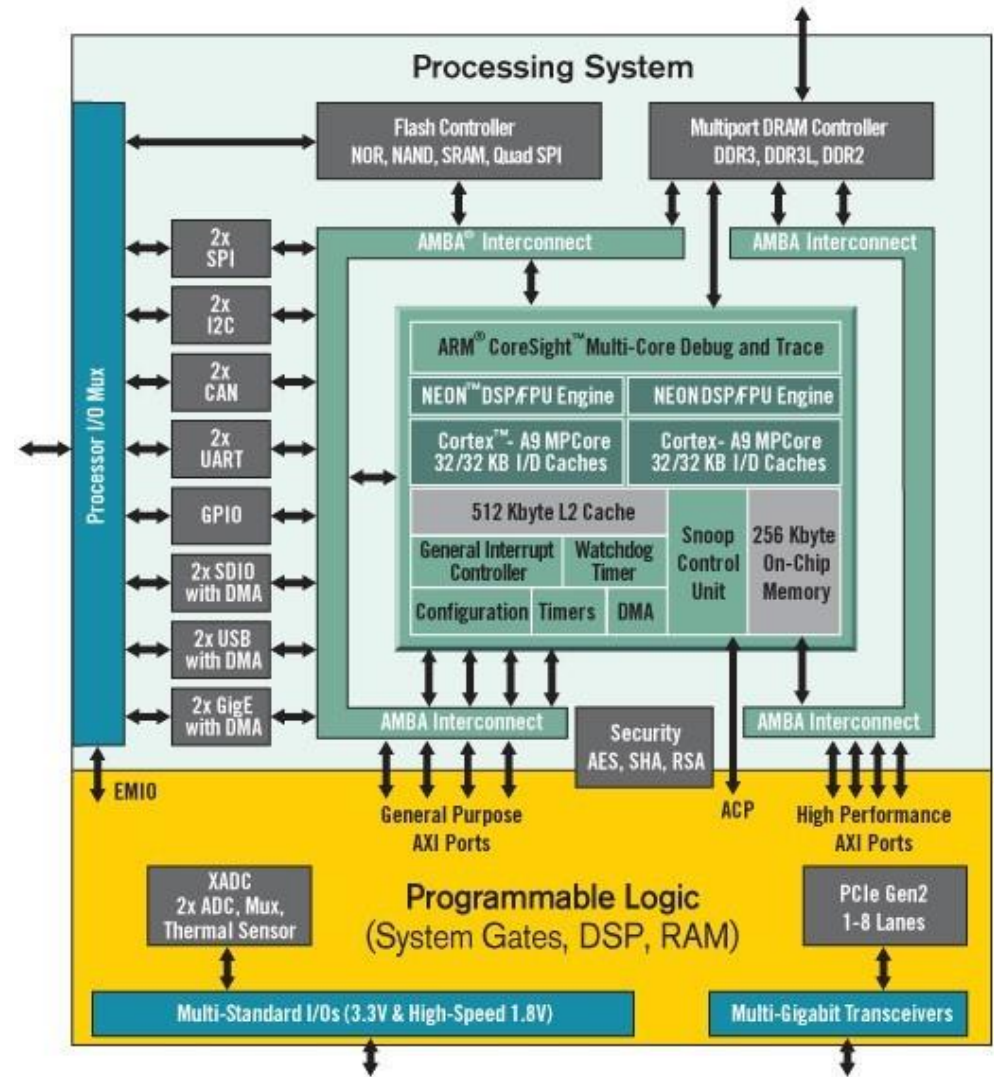 Processing System
Flash Controller
NOR, NAND, SRAM, Quad SPI
Multiport DRAM Controller
DDR3, DDR3L, DDR2
Processor I/O Mux
2x
SPI
2x
I2C
2x
CAN
2x
UART
GPIO
2x SDIO
with DMA
2x USB
with DMA
2x GigE
with DMA
AMBA® Interconnect
AMBA Interconnect
ARM® CoreSight™ Multi-Core Debug and Trace
NEON™ DSP/FPU Engine
NEON DSP/FPU Engine
Cortex™- A9 MPCore
32/32 KB I/D Caches
Cortex- A9 MPCore
32/32 KB I/D Caches
512 Kbyte L2 Cache
General Interrupt
Controller
Watchdog
Timer
Configuration
Timers
DMA
Snoop
Control
Unit
256 Kbyte
On-Chip
Memory
AMBA Interconnect
Security
AES, SHA, RSA
AMBA Interconnect
EMIO
General Purpose
AXI Ports
ACP
High Performance
AXI Ports
XADC
2x ADC, Mux,
Thermal Sensor
Programmable Logic
(System Gates, DSP, RAM)
PCIe Gen2
1-8 Lanes
Multi-Standard I/Os (3.3V & High-Speed 1.8V)
Multi-Gigabit Transceivers